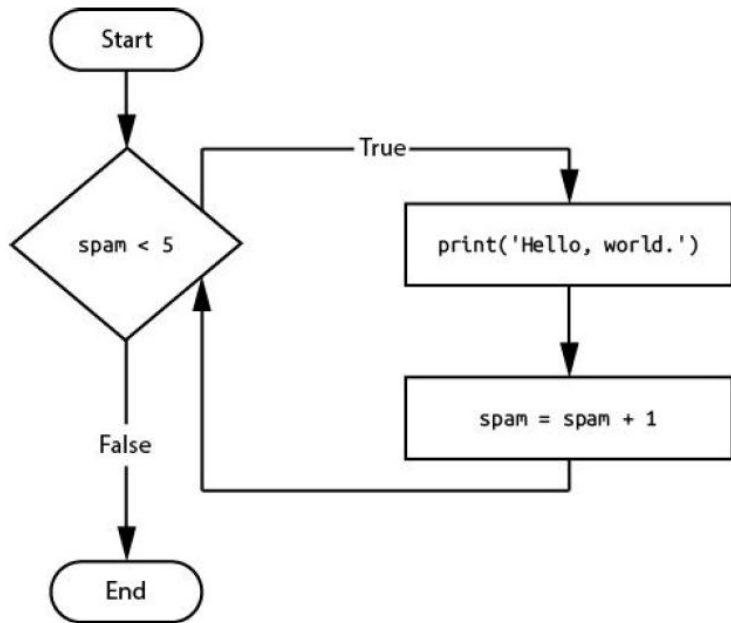 Start
True
spam < 5
print('Hello, world.')
spam = spam + 1
False
End